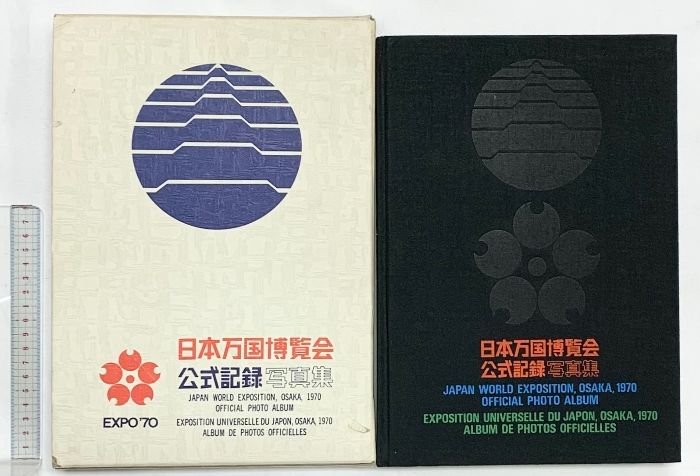 日本万国博覧会
公式記録 写真集
JAPAN WORLD EXPOSITION, OSAKA, 1970
OFFICIAL PHOTO ALBUM
EXPOSITION UNIVERSELLE DU JAPON, OSAKA, 1970
ALBUM DE PHOTOS OFFICIELLES
EXPO'70
日本万国博覧会
公式記録 写真集
JAPAN WORLD EXPOSITION, OSAKA, 1970
OFFICIAL PHOTO ALBUM
EXPOSITION UNIVERSELLE DU JAPON, OSAKA, 1970
ALBUM DE PHOTOS OFFICIELLES